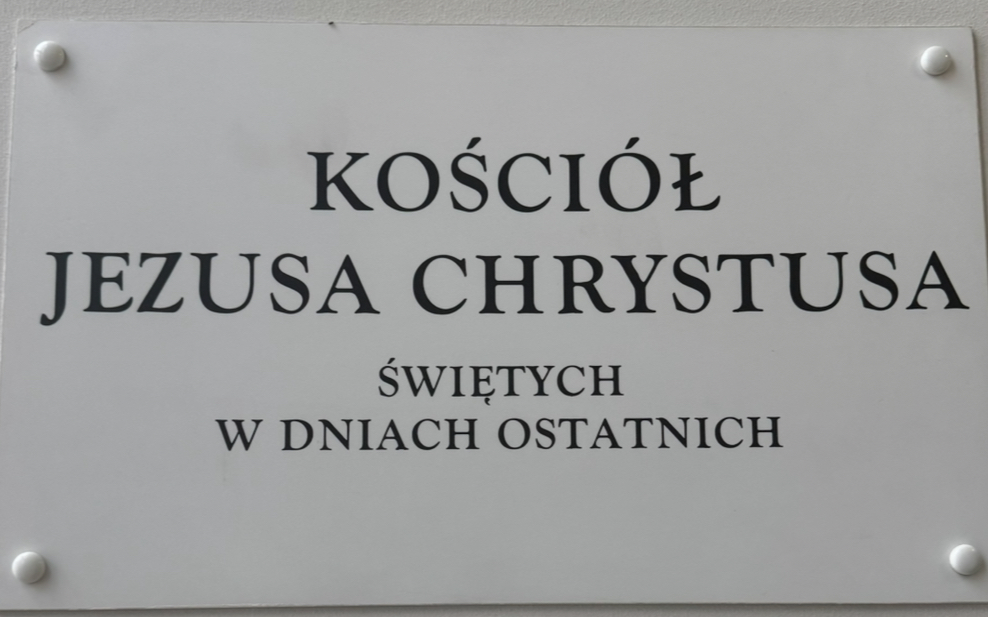 KOŚCIÓŁ
JEZUSA CHRYSTUSA
ŚWIĘTYCH
W DNIACH OSTATNICH